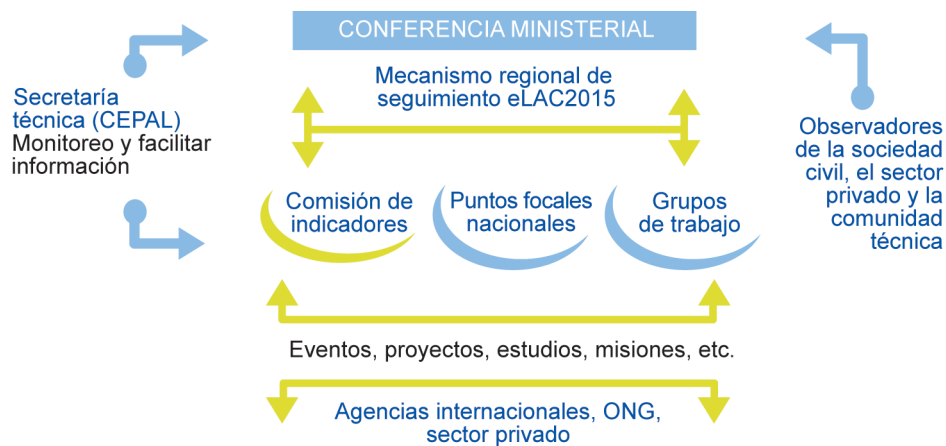 CONFERENCIA MINISTERIAL
Mecanismo regional de
seguimiento eLAC2015
Secretaría
técnica (CEPAL)
Monitoreo y facilitar
información
Observadores
de la sociedad
civil, el sector
privado y la
comunidad
técnica
Comisión de
indicadores
Puntos focales
nacionales
Grupos
de trabajo
Eventos, proyectos, estudios, misiones, etc.
Agencias internacionales, ONG,
sector privado